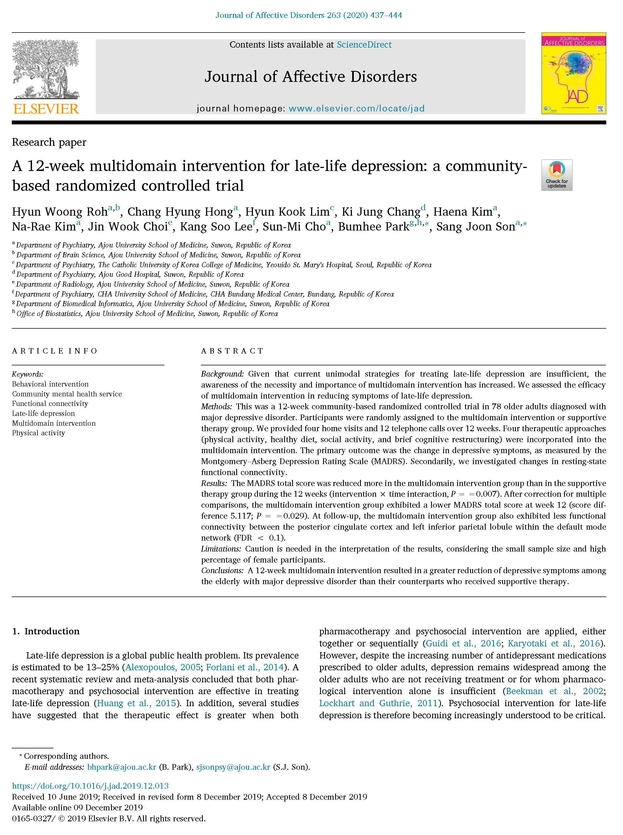 Journal of Affective Disorders 263 (2020) 437–444
Contents lists available at ScienceDirect
Journal of Affective Disorders
journal homepage: www.elsevier.com/locate/jad
ELSEVIER
JOURNAL OF
AFFECTIVE DISORDERS
JAD
Research paper
A 12-week multidomain intervention for late-life depression: a community-
based randomized controlled trial
Check for
updates
Hyun Woong Roh^a,b, Chang Hyung Hong^a, Hyun Kook Lim^c, Ki Jung Chang^d, Haena Kim^a,
Na-Rae Kim^a, Jin Wook Choi^e, Kang Soo Lee^f, Sun-Mi Cho^a, Bumhee Park^g,h,⁎, Sang Joon Son^a,⁎
^a Department of Psychiatry, Ajou University School of Medicine, Suwon, Republic of Korea
^b Department of Brain Science, Ajou University School of Medicine, Suwon, Republic of Korea
^c Department of Psychiatry, The Catholic University of Korea College of Medicine, Yeouido St. Mary's Hospital, Seoul, Republic of Korea
^d Department of Psychiatry, Ajou Good Hospital, Suwon, Republic of Korea
^e Department of Radiology, Ajou University School of Medicine, Suwon, Republic of Korea
^f Department of Psychiatry, CHA University School of Medicine, CHA Bundang Medical Center, Bundang, Republic of Korea
^g Department of Biomedical Informatics, Ajou University School of Medicine, Suwon, Republic of Korea
^h Office of Biostatistics, Ajou University School of Medicine, Suwon, Republic of Korea
ARTICLE INFO
Keywords:
Behavioral intervention
Community mental health service
Functional connectivity
Late-life depression
Multidomain intervention
Physical activity
ABSTRACT
Background: Given that current unimodal strategies for treating late-life depression are insufficient, the
awareness of the necessity and importance of multidomain intervention has increased. We assessed the efficacy
of multidomain intervention in reducing symptoms of late-life depression.
Methods: This was a 12-week community-based randomized controlled trial in 78 older adults diagnosed with
major depressive disorder. Participants were randomly assigned to the multidomain intervention or supportive
therapy group. We provided four home visits and 12 telephone calls over 12 weeks. Four therapeutic approaches
(physical activity, healthy diet, social activity, and brief cognitive restructuring) were incorporated into the
multidomain intervention. The primary outcome was the change in depressive symptoms, as measured by the
Montgomery–Asberg Depression Rating Scale (MADRS). Secondarily, we investigated changes in resting-state
functional connectivity.
Results: The MADRS total score was reduced more in the multidomain intervention group than in the supportive
therapy group during the 12 weeks (intervention × time interaction, P = =0.007). After correction for multiple
comparisons, the multidomain intervention group exhibited a lower MADRS total score at week 12 (score dif-
ference 5.117; P = =0.029). At follow-up, the multidomain intervention group also exhibited less functional
connectivity between the posterior cingulate cortex and left inferior parietal lobule within the default mode
network (FDR < 0.1).
Limitations: Caution is needed in the interpretation of the results, considering the small sample size and high
percentage of female participants.
Conclusions: A 12-week multidomain intervention resulted in a greater reduction of depressive symptoms among
the elderly with major depressive disorder than their counterparts who received supportive therapy.
1. Introduction
Late-life depression is a global public health problem. Its prevalence
is estimated to be 13–25% (Alexopoulos, 2005; Forlani et al., 2014). A
recent systematic review and meta-analysis concluded that both phar-
macotherapy and psychosocial intervention are effective in treating
late-life depression (Huang et al., 2015). In addition, several studies
have suggested that the therapeutic effect is greater when both
pharmacotherapy and psychosocial intervention are applied, either
together or sequentially (Guidi et al., 2016; Karyotaki et al., 2016).
However, despite the increasing number of antidepressant medications
prescribed to older adults, depression remains widespread among the
older adults who are not receiving treatment or for whom pharmaco-
logical intervention alone is insufficient (Beekman et al., 2002;
Lockhart and Guthrie, 2011). Psychosocial intervention for late-life
depression is therefore becoming increasingly understood to be critical.
⁎ Corresponding authors.
E-mail addresses: bhpark@ajou.ac.kr (B. Park), sjsonpsy@ajou.ac.kr (S.J. Son).
https://doi.org/10.1016/j.jad.2019.12.013
Received 10 June 2019; Received in revised form 8 December 2019; Accepted 8 December 2019
Available online 09 December 2019
0165-0327/ © 2019 Elsevier B.V. All rights reserved.